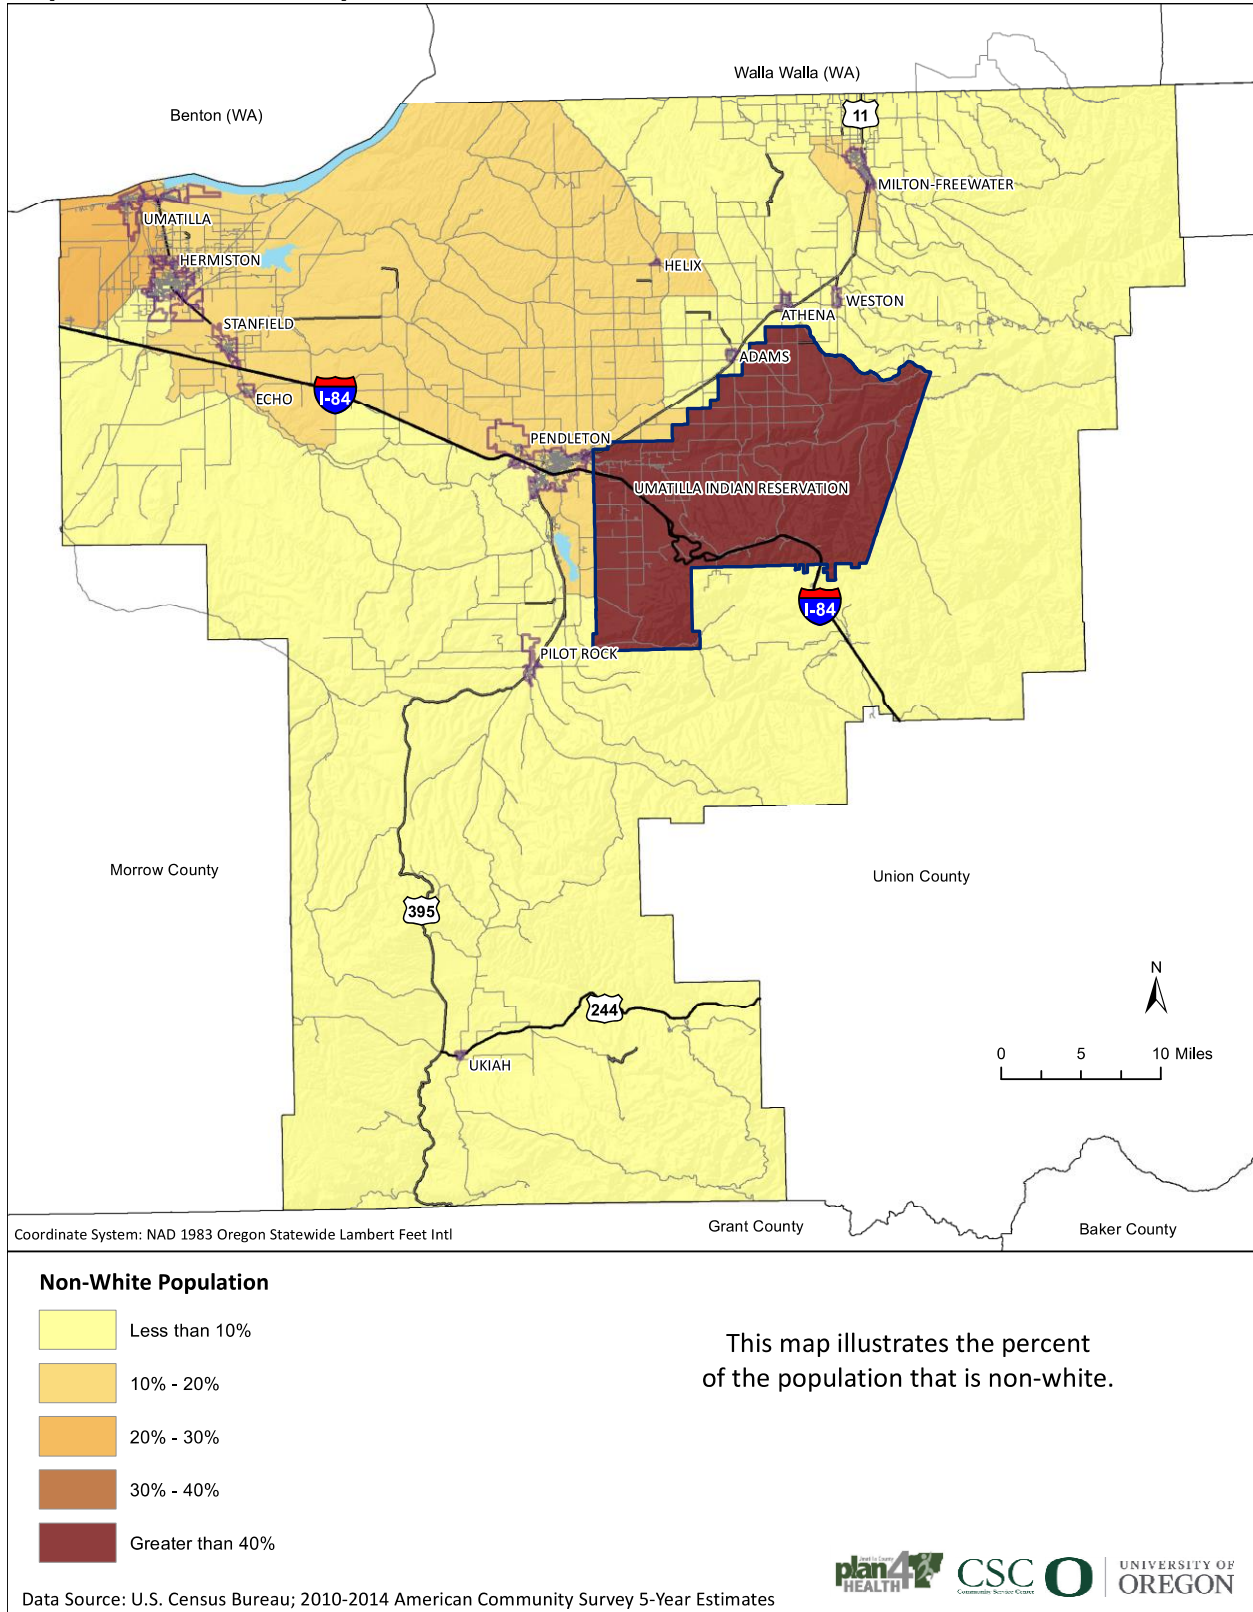 Benton (WA)
Walla Walla (WA)
11
MILTON-FREEWATER
UMATILLA
HERMISTON
HELIX
WESTON
ATHENA
STANFIELD
ADAMS
ECHO
I-84
PENDLETON
UMATILLA INDIAN RESERVATION
I-84
PILOT ROCK
Morrow County
Union County
395
N
244
0 5 10 Miles
UKIAH
Grant County
Baker County
Coordinate System: NAD 1983 Oregon Statewide Lambert Feet Intl
Non-White Population
Less than 10%
10% - 20%
20% - 30%
30% - 40%
Greater than 40%
This map illustrates the percent
of the population that is non-white.
plan4
HEALTH
CSC
Community Service Center
O
UNIVERSITY OF
OREGON
Data Source: U.S. Census Bureau; 2010-2014 American Community Survey 5-Year Estimates